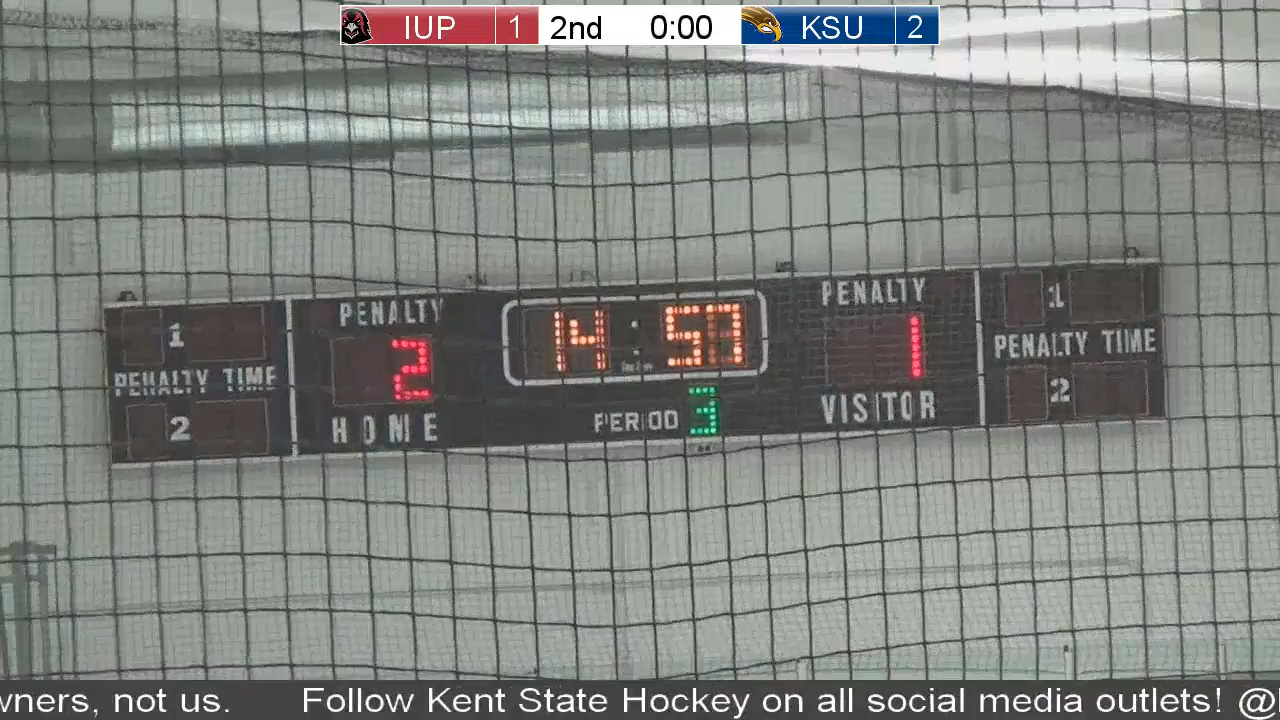 IUP 1 2nd 0:00 KSU 2
PENALTY 14:57 PENALTY
1 2 1 1
PENALTY TIME PENALTY TIME
2 HOME PERIOD 3 VISITOR 2
wners, not us. Follow Kent State Hockey on all social media outlets! @